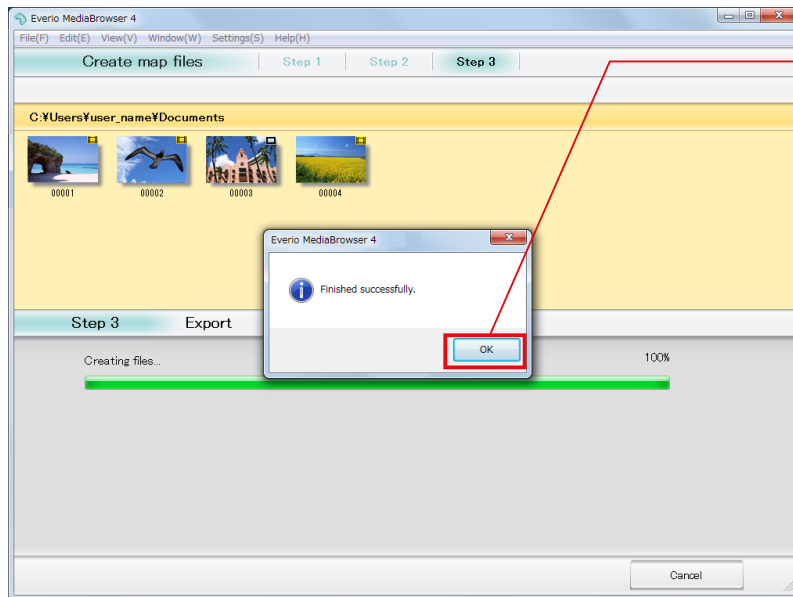 Everio MediaBrowser 4
File(F) Edit(E) View(V) Window(W) Settings(S) Help(H)
Create map files Step 1 Step 2 Step 3
C:¥Users¥user_name¥Documents
00001 00002 00003 00004
Everio MediaBrowser 4
Finished successfully.
OK
Step 3 Export
Creating files... 100%
Cancel